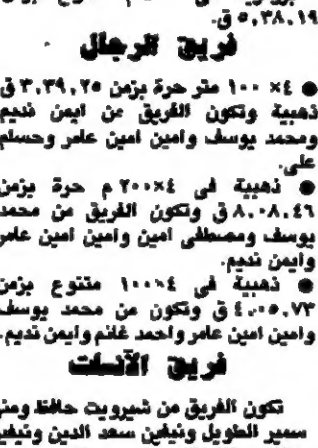 ٥,٣٨,١٩ ق.
فريق الرجال
● ٤× ١٠٠ متر حرة بزمن ٣,٣٩,٢٥ ق
ذهبية وتكون الفريق من ايمن نديم
ومحمد يوسف وامين امين عامر وحسام
على.
● ذهبية فى ٤×٢٠٠ م حرة بزمن
٨,٠٨,٤٦ ق وتكون الفريق من محمد
يوسف ومصطفى امين وامين امين عامر
وايمن نديم.
● ذهبية فى ٤×١٠٠ متنوع بزمن
٤,٠٥,٧٣ ق وتكون من محمد يوسف
وامين امين عامر واحمد غانم وايمن نديم.
فريق الآنسات
تكون الفريق من شيرويت حافظ ومنى
سمير الطويل ونيفين سعد الدين ونيفين